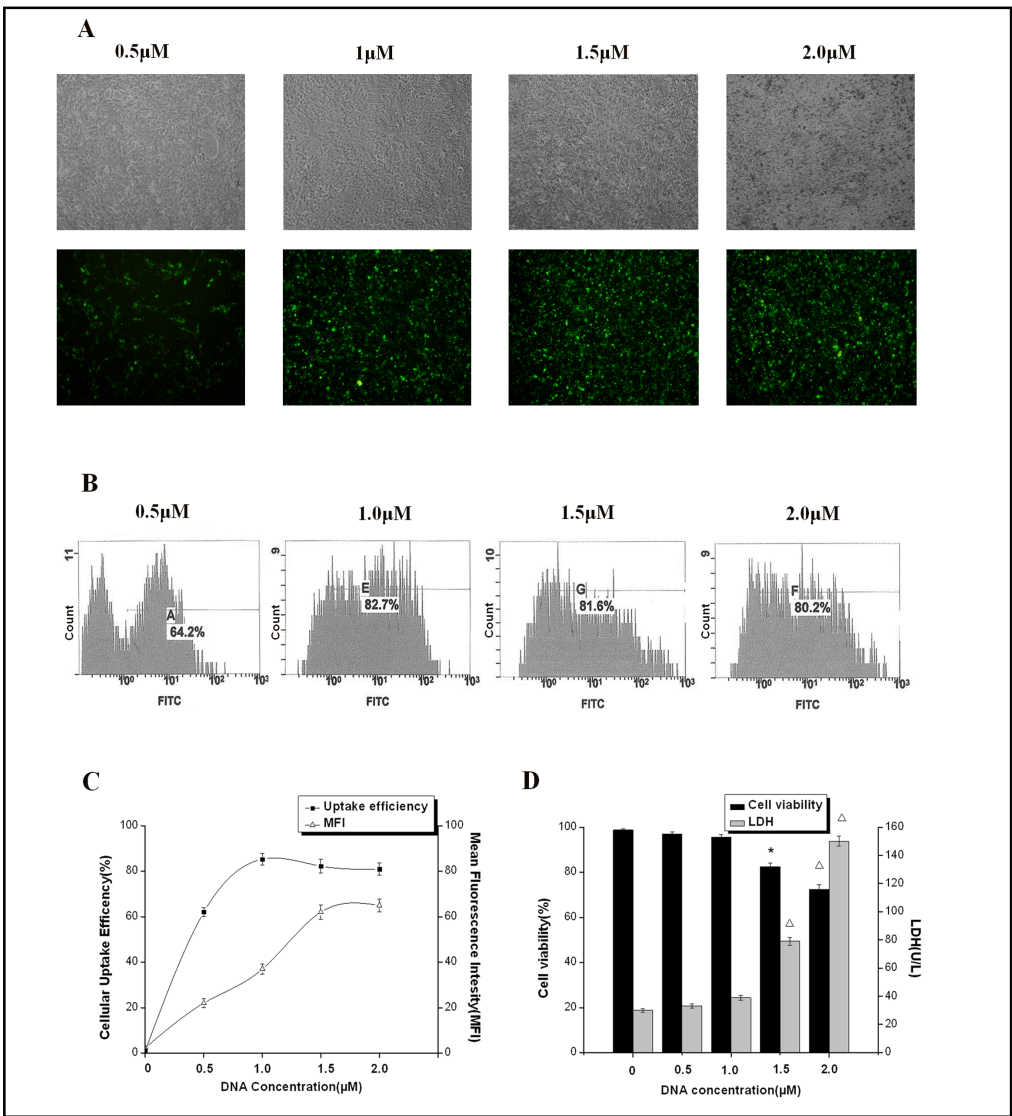 A
0.5μM 1μM 1.5μM 2.0μM
B
0.5μM 1.0μM 1.5μM 2.0μM
11
Count
A
64.2%
10⁰ 10¹ 10² 10³
FITC
9
Count
E
82.7%
10⁰ 10¹ 10² 10³
FITC
10
Count
G
81.6%
10⁰ 10¹ 10² 10³
FITC
9
Count
F
80.2%
10⁰ 10¹ 10² 10³
FITC
C
Uptake efficiency
MFI
100
80
60
40
20
0
Cellular Uptake Efficency(%)
100
80
60
40
20
0
Mean Fluorescence Intesity(MFI)
0 0.5 1.0 1.5 2.0
DNA Concentration(μM)
D
Cell viability
LDH
100
80
60
40
20
0
Cell viability(%)
160
140
120
100
80
60
40
20
0
LDH(U/L)
*
△
△
△
0 0.5 1.0 1.5 2.0
DNA concentration(μM)